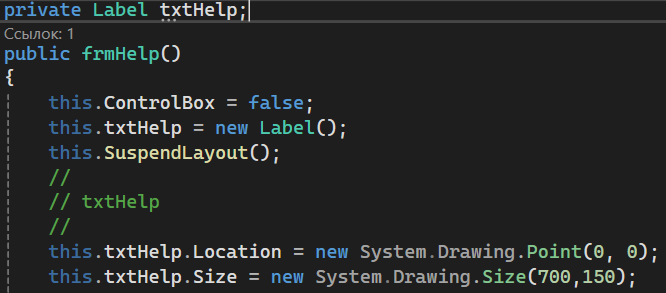 private Label txtHelp;
Ссылок: 1
public frmHelp()
{
this.ControlBox = false;
this.txtHelp = new Label();
this.SuspendLayout();
//
// txtHelp
//
this.txtHelp.Location = new System.Drawing.Point(0, 0);
this.txtHelp.Size = new System.Drawing.Size(700,150);